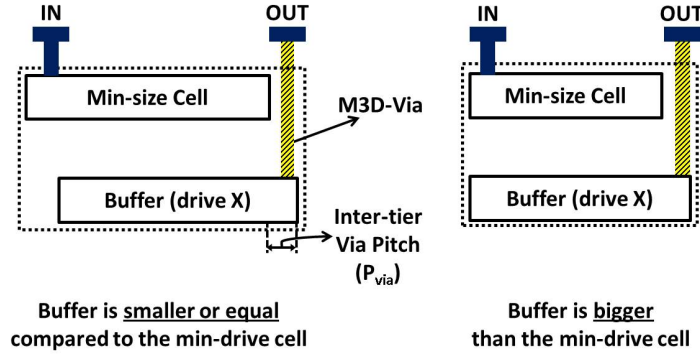 IN OUT
Min-size Cell
M3D-Via
Buffer (drive X)
Inter-tier
Via Pitch
(Pvia)
Buffer is smaller or equal
compared to the min-drive cell
IN OUT
Min-size Cell
Buffer (drive X)
Buffer is bigger
than the min-drive cell